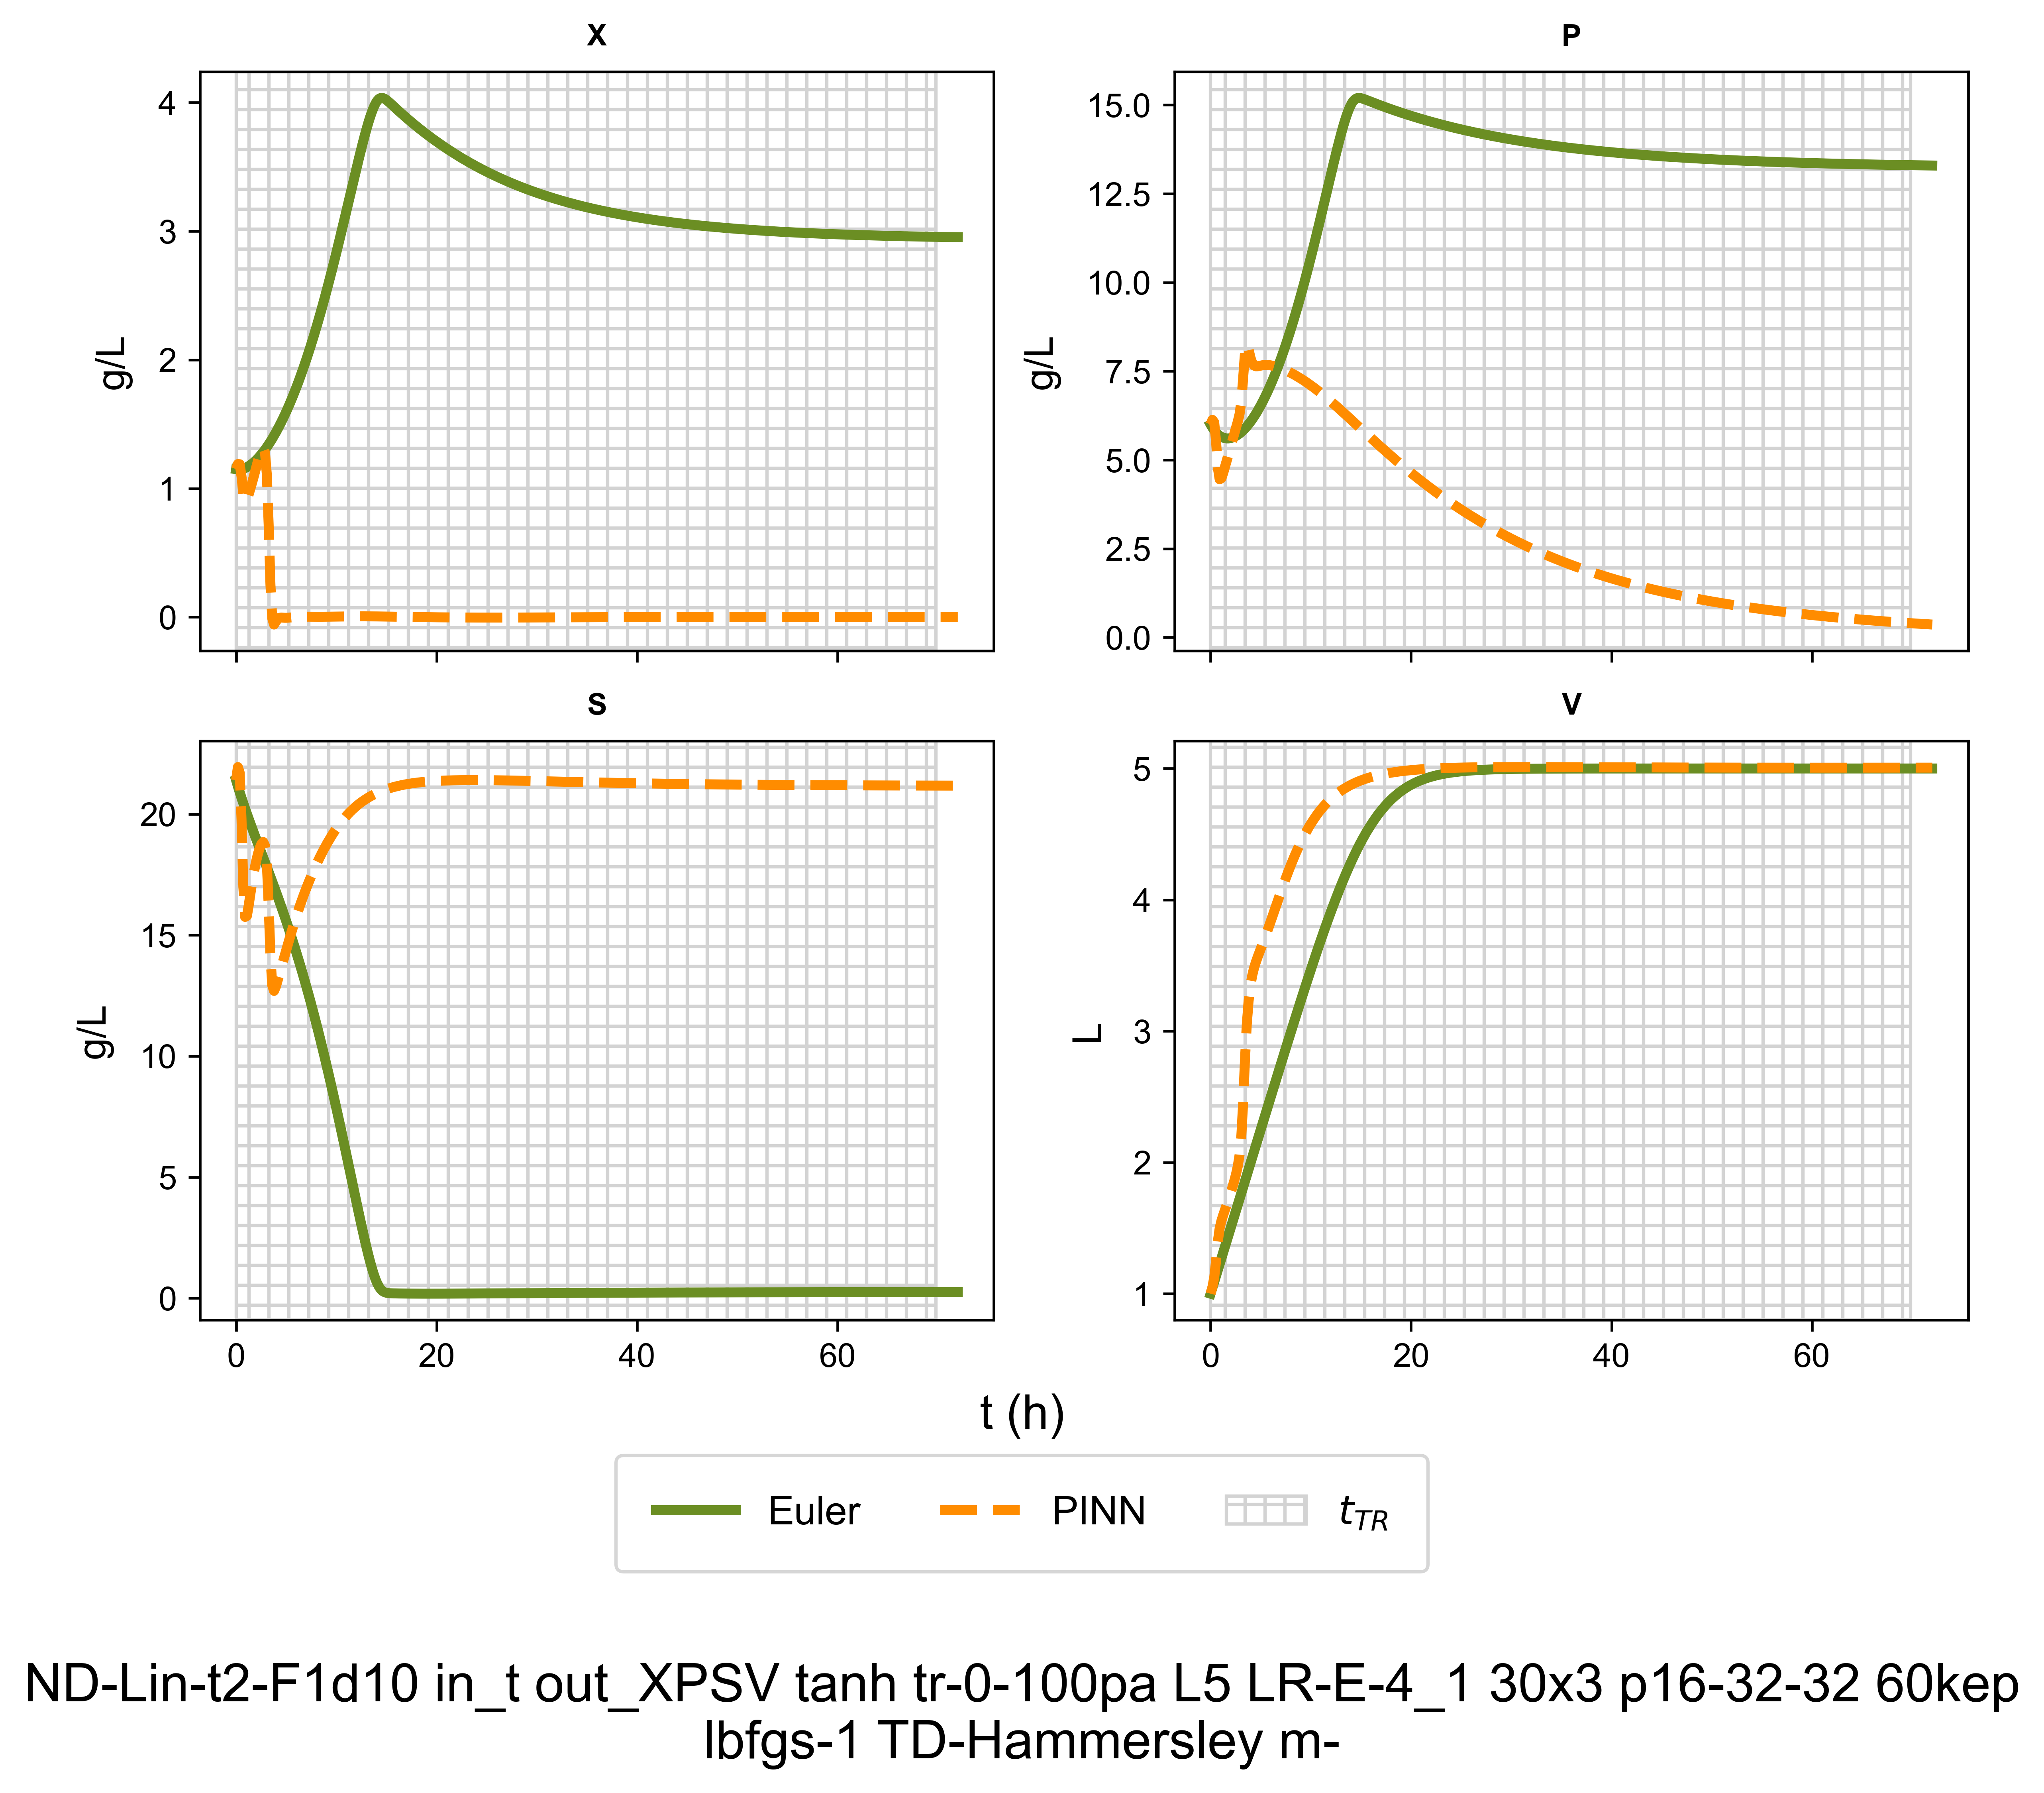 X
P
4
3
2
1
0
g/L
15.0
12.5
10.0
7.5
5.0
2.5
0.0
g/L
S
V
20
15
10
5
0
g/L
0
20
40
60
5
4
3
2
1
L
0
20
40
60
t (h)
Euler PINN t_TR
ND-Lin-t2-F1d10 in_t out_XPSV tanh tr-0-100pa L5 LR-E-4_1 30x3 p16-32-32 60kep
lbfgs-1 TD-Hammersley m-